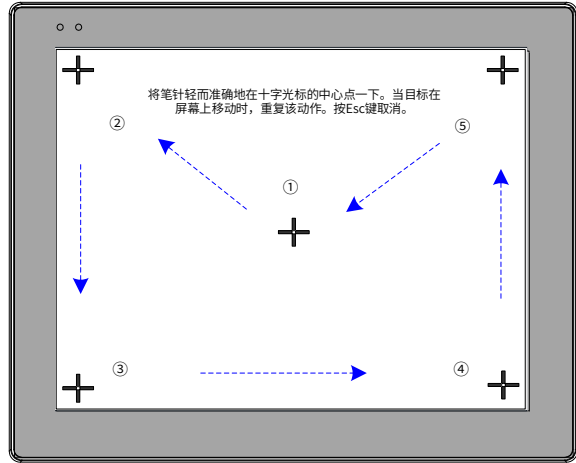 将笔针轻而准确地在十字光标的中心点一下。当目标在
屏幕上移动时，重复该动作。按Esc键取消。
②
⑤
①
③
④